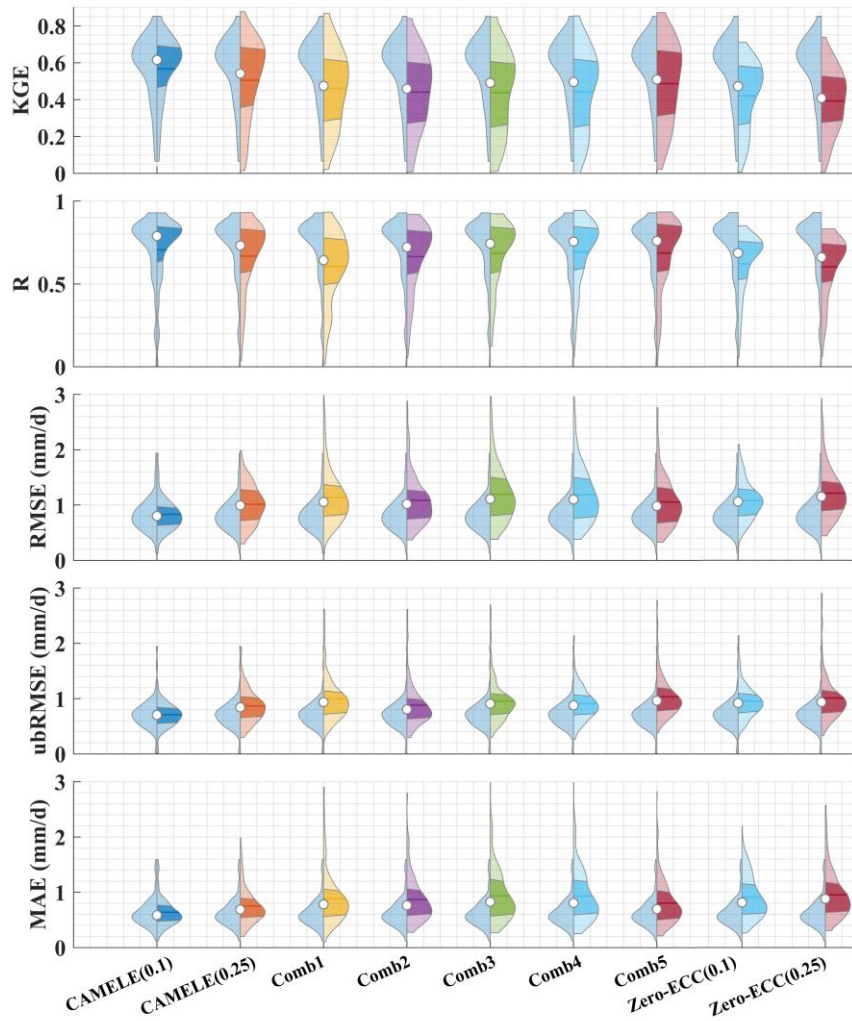 0.8
0.6
KGE
0.4
0.2
0
1
R
0.5
0
3
RMSE (mm/d)
2
1
0
3
ubRMSE (mm/d)
2
1
0
3
MAE (mm/d)
2
1
0
CAMELE(0.1)
CAMELE(0.25)
Comb1
Comb2
Comb3
Comb4
Comb5
Zero-ECC(0.1)
Zero-ECC(0.25)